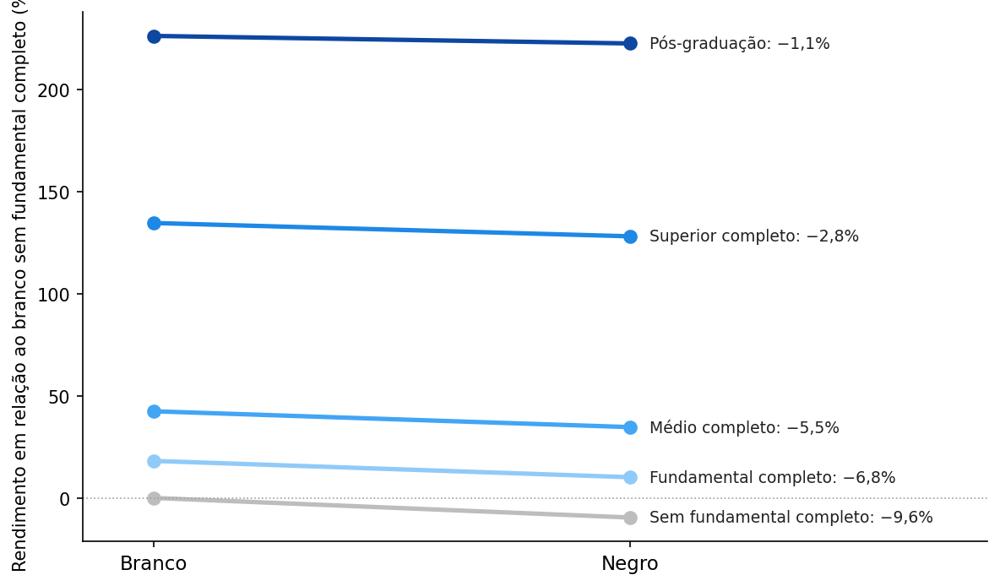 Rendimento em relação ao branco sem fundamental completo (%
200
150
100
50
0
Pós-graduação: −1,1%
Superior completo: −2,8%
Médio completo: −5,5%
Fundamental completo: −6,8%
Sem fundamental completo: −9,6%
Branco
Negro